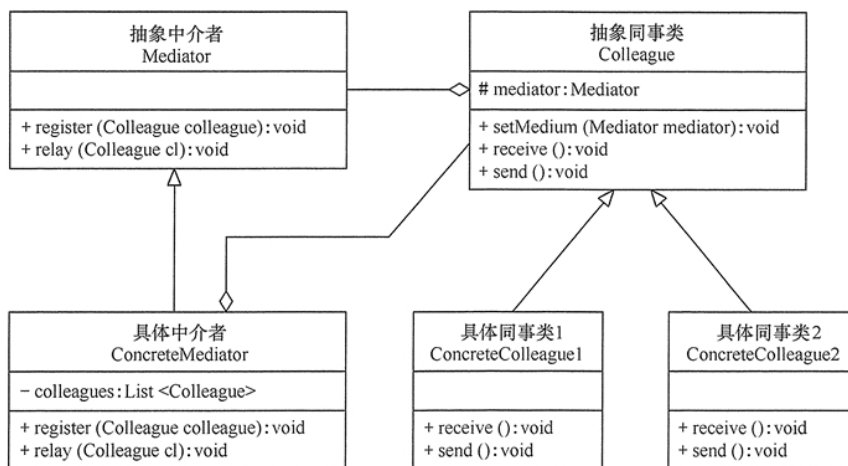 抽象中介者
Mediator
+ register (Colleague colleague):void
+ relay (Colleague cl):void
抽象同事类
Colleague
# mediator:Mediator
+ setMedium (Mediator mediator):void
+ receive ():void
+ send ():void
具体中介者
ConcreteMediator
− colleagues:List <Colleague>
+ register (Colleague colleague):void
+ relay (Colleague cl):void
具体同事类1
ConcreteColleague1
+ receive ():void
+ send ():void
具体同事类2
ConcreteColleague2
+ receive ():void
+ send ():void